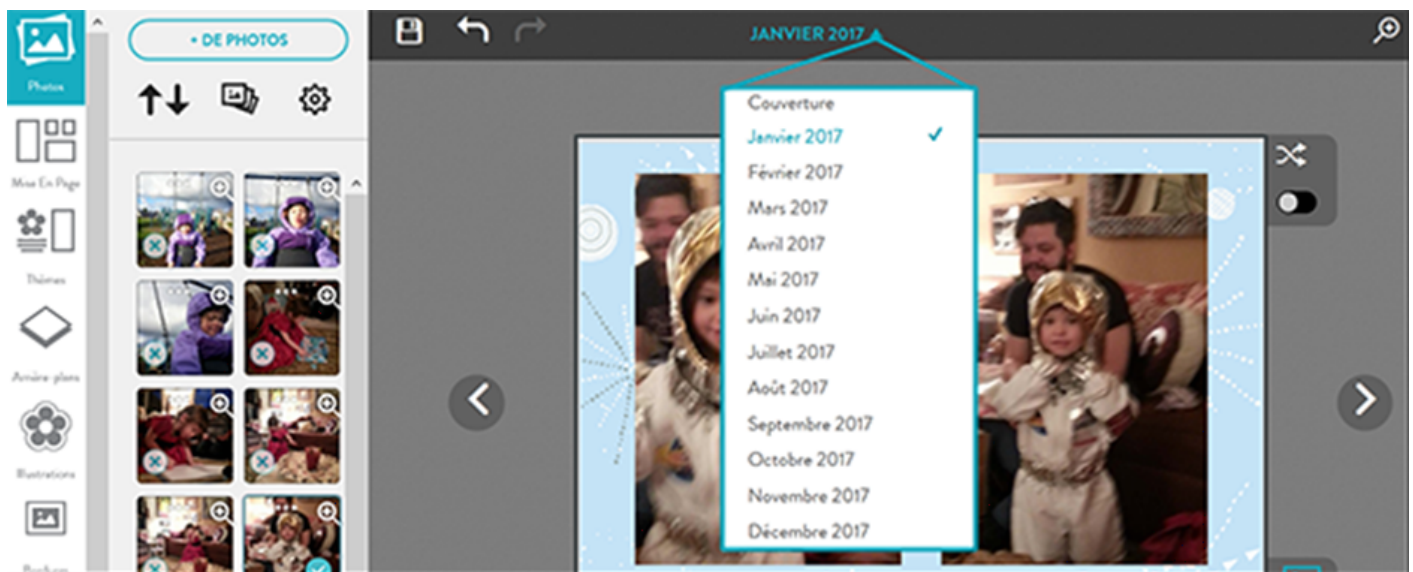 Photos
Mise En Page
Thèmes
Arrière-plans
Illustrations
+ DE PHOTOS
JANVIER 2017
Couverture
Janvier 2017
Février 2017
Mars 2017
Avril 2017
Mai 2017
Juin 2017
Juillet 2017
Août 2017
Septembre 2017
Octobre 2017
Novembre 2017
Décembre 2017